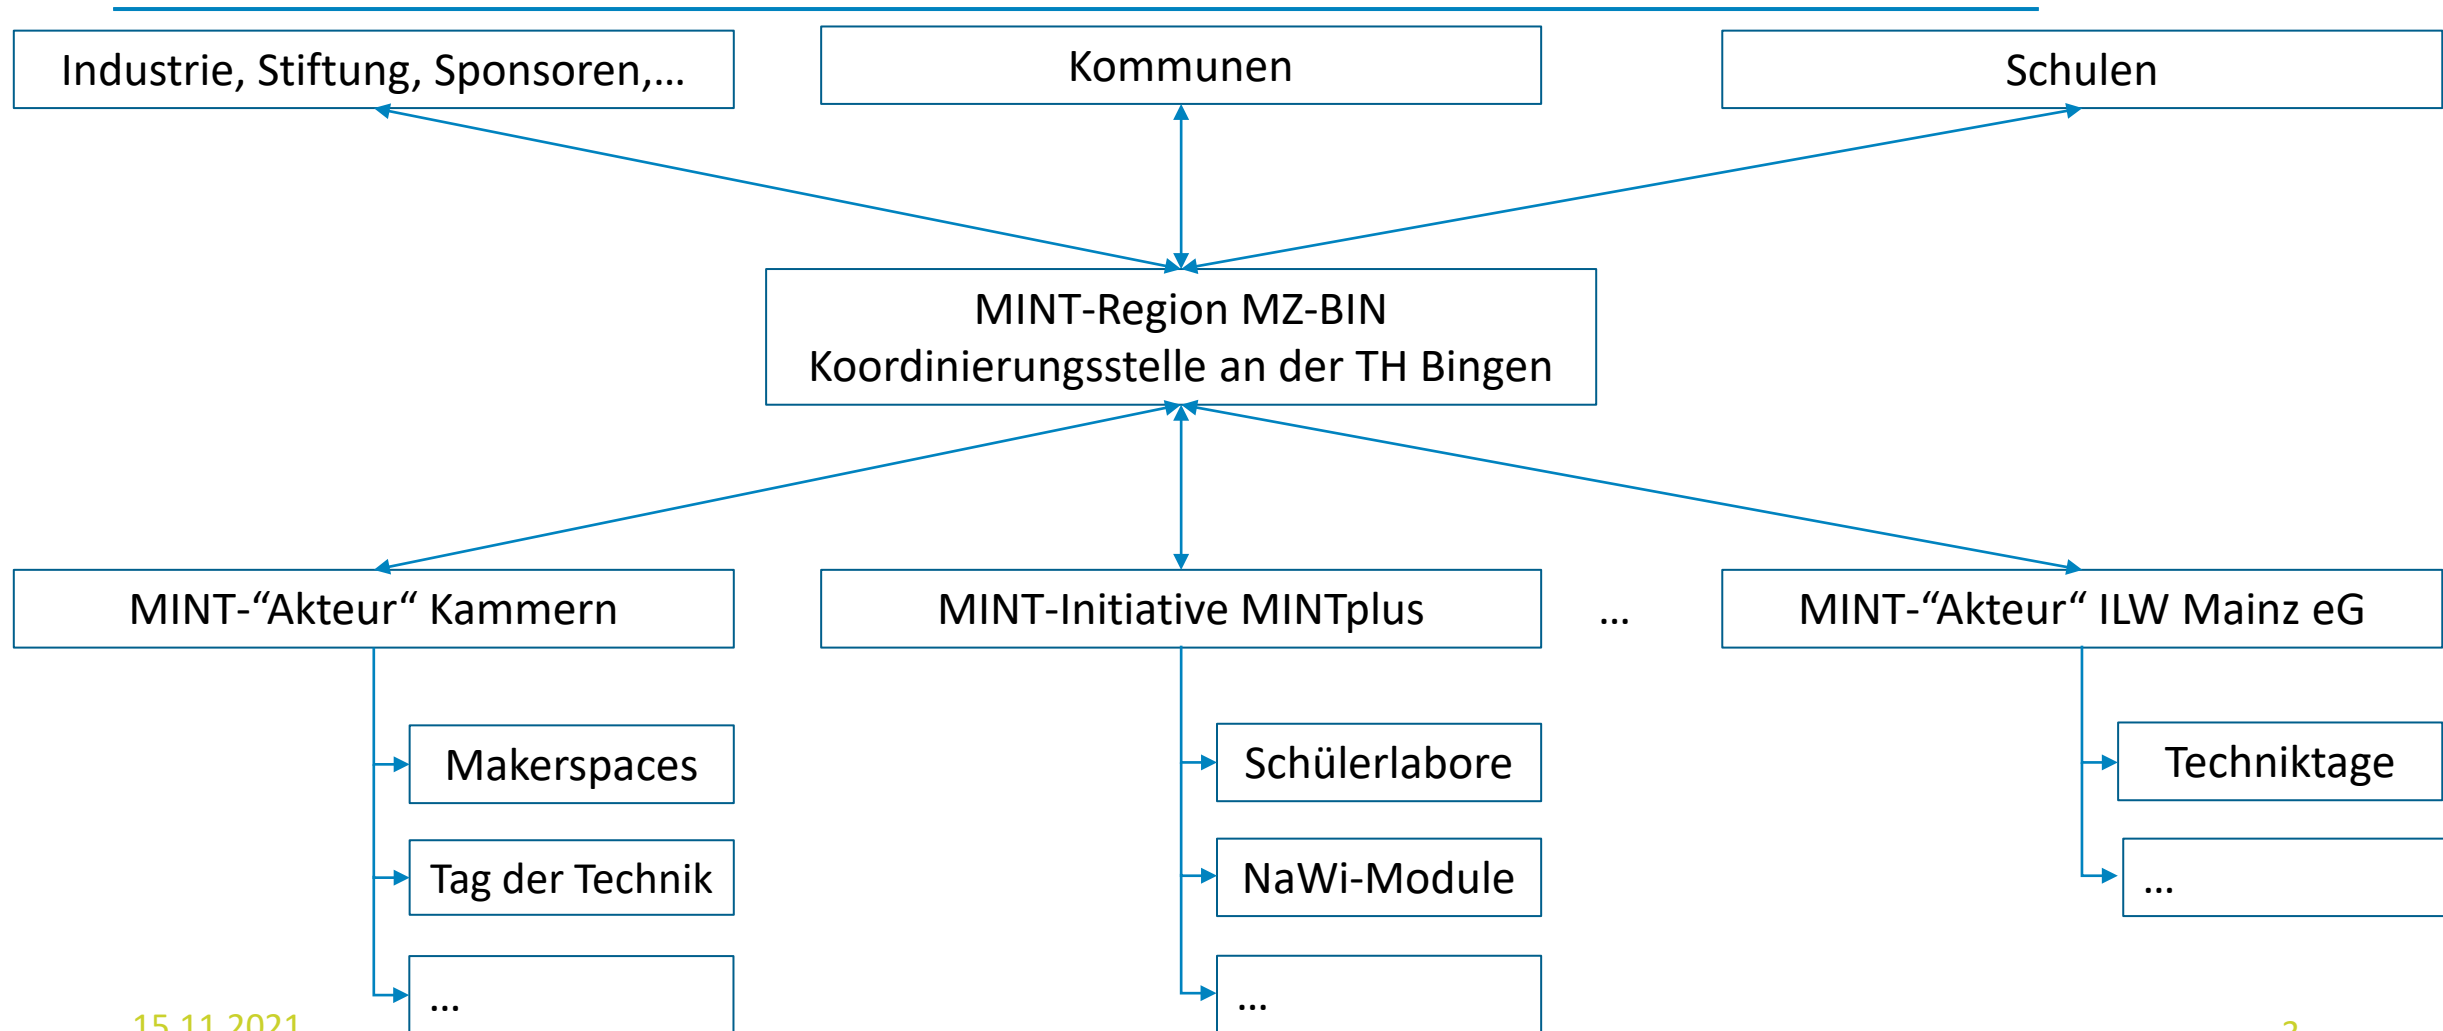 Industrie, Stiftung, Sponsoren,...
Kommunen
Schulen
MINT-Region MZ-BIN
Koordinierungsstelle an der TH Bingen
MINT-“Akteur“ Kammern
MINT-Initiative MINTplus
...
MINT-“Akteur“ ILW Mainz eG
Makerspaces
Schülerlabore
Techniktage
Tag der Technik
NaWi-Module
...
...
...
15.11.2021